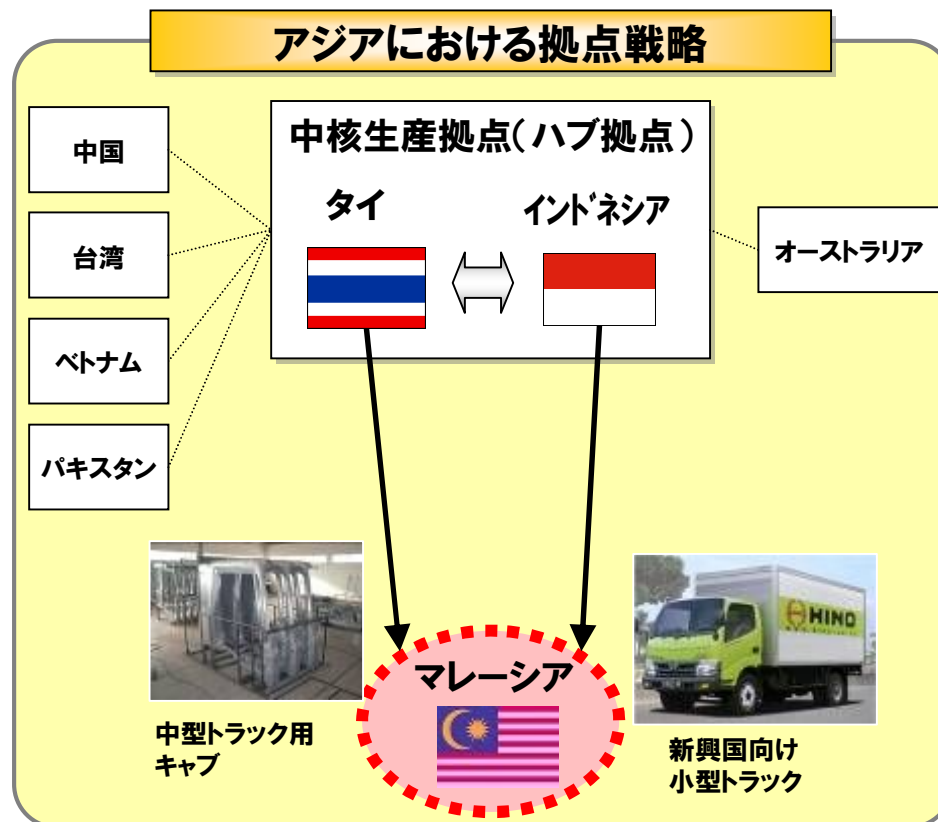 アジアにおける拠点戦略
中国
台湾
ベトナム
パキスタン
中核生産拠点(ハブ拠点)
タイ
インドネシア
オーストラリア
マレーシア
中型トラック用
キャブ
HINO
新興国向け
小型トラック